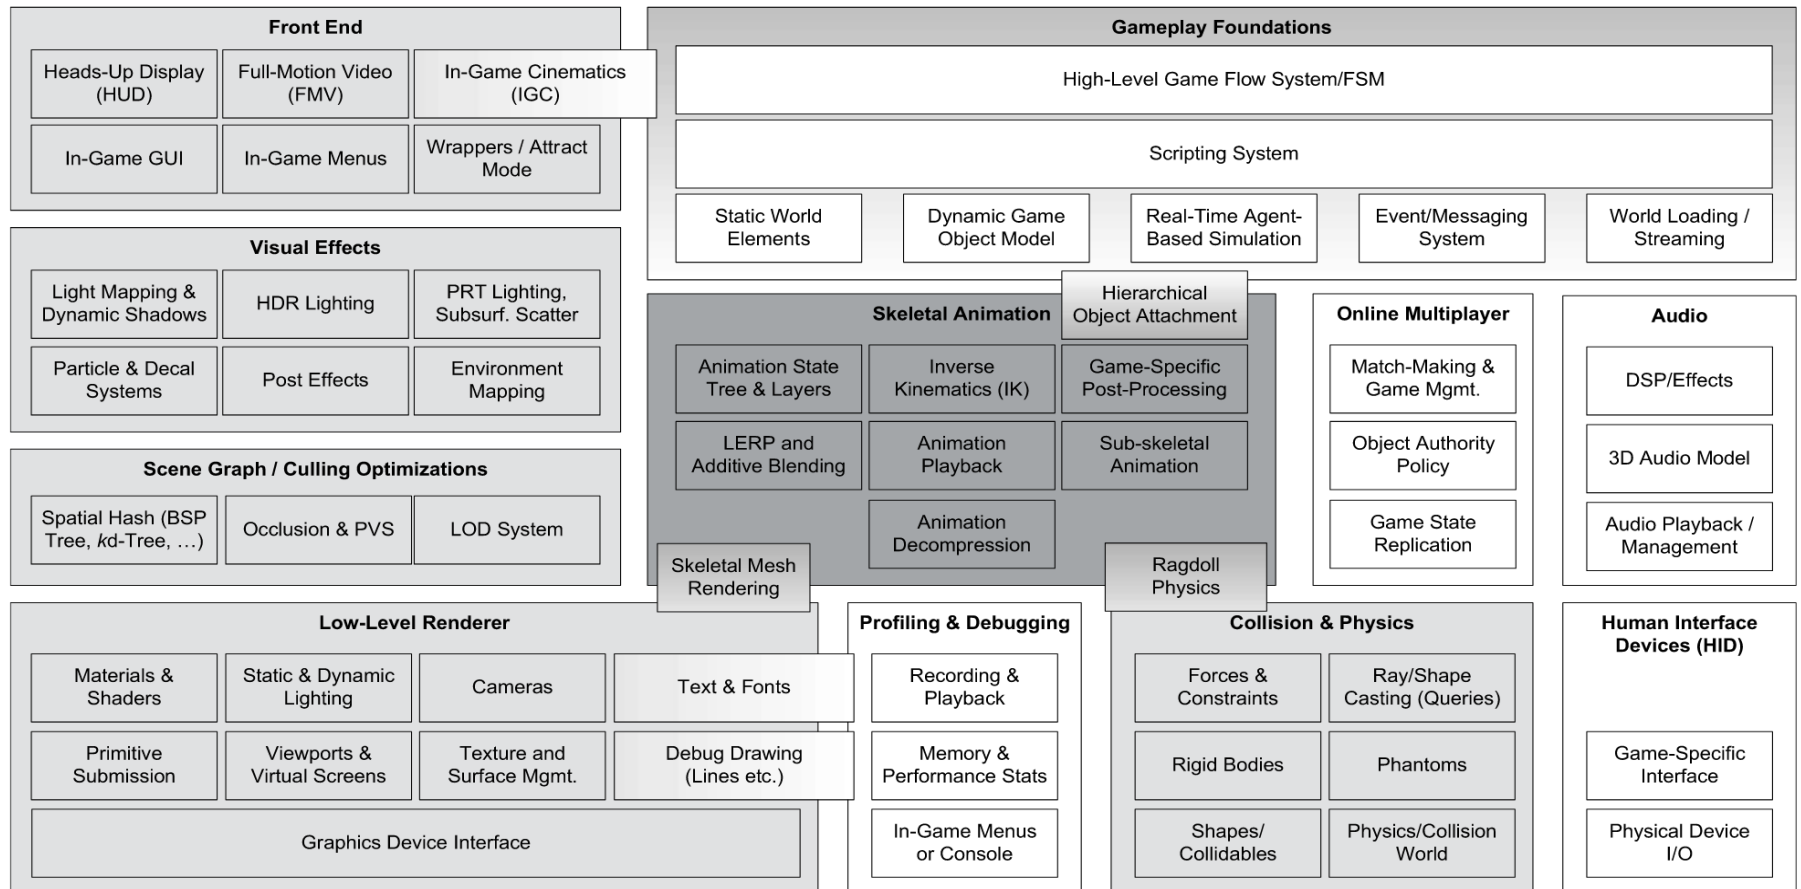 Front End
Heads-Up Display
(HUD)
Full-Motion Video
(FMV)
In-Game Cinematics
(IGC)
In-Game GUI
In-Game Menus
Wrappers / Attract
Mode
Gameplay Foundations
High-Level Game Flow System/FSM
Scripting System
Static World
Elements
Dynamic Game
Object Model
Real-Time Agent-
Based Simulation
Event/Messaging
System
World Loading /
Streaming
Visual Effects
Light Mapping &
Dynamic Shadows
HDR Lighting
PRT Lighting,
Subsurf. Scatter
Particle & Decal
Systems
Post Effects
Environment
Mapping
Skeletal Animation
Hierarchical
Object Attachment
Animation State
Tree & Layers
Inverse
Kinematics (IK)
Game-Specific
Post-Processing
LERP and
Additive Blending
Animation
Playback
Sub-skeletal
Animation
Animation
Decompression
Skeletal Mesh
Rendering
Ragdoll
Physics
Online Multiplayer
Match-Making &
Game Mgmt.
Object Authority
Policy
Game State
Replication
Audio
DSP/Effects
3D Audio Model
Audio Playback /
Management
Scene Graph / Culling Optimizations
Spatial Hash (BSP
Tree, kd-Tree, …)
Occlusion & PVS
LOD System
Low-Level Renderer
Materials &
Shaders
Static & Dynamic
Lighting
Cameras
Text & Fonts
Primitive
Submission
Viewports &
Virtual Screens
Texture and
Surface Mgmt.
Debug Drawing
(Lines etc.)
Graphics Device Interface
Profiling & Debugging
Recording &
Playback
Memory &
Performance Stats
In-Game Menus
or Console
Collision & Physics
Forces &
Constraints
Ray/Shape
Casting (Queries)
Rigid Bodies
Phantoms
Shapes/
Collidables
Physics/Collision
World
Human Interface
Devices (HID)
Game-Specific
Interface
Physical Device
I/O